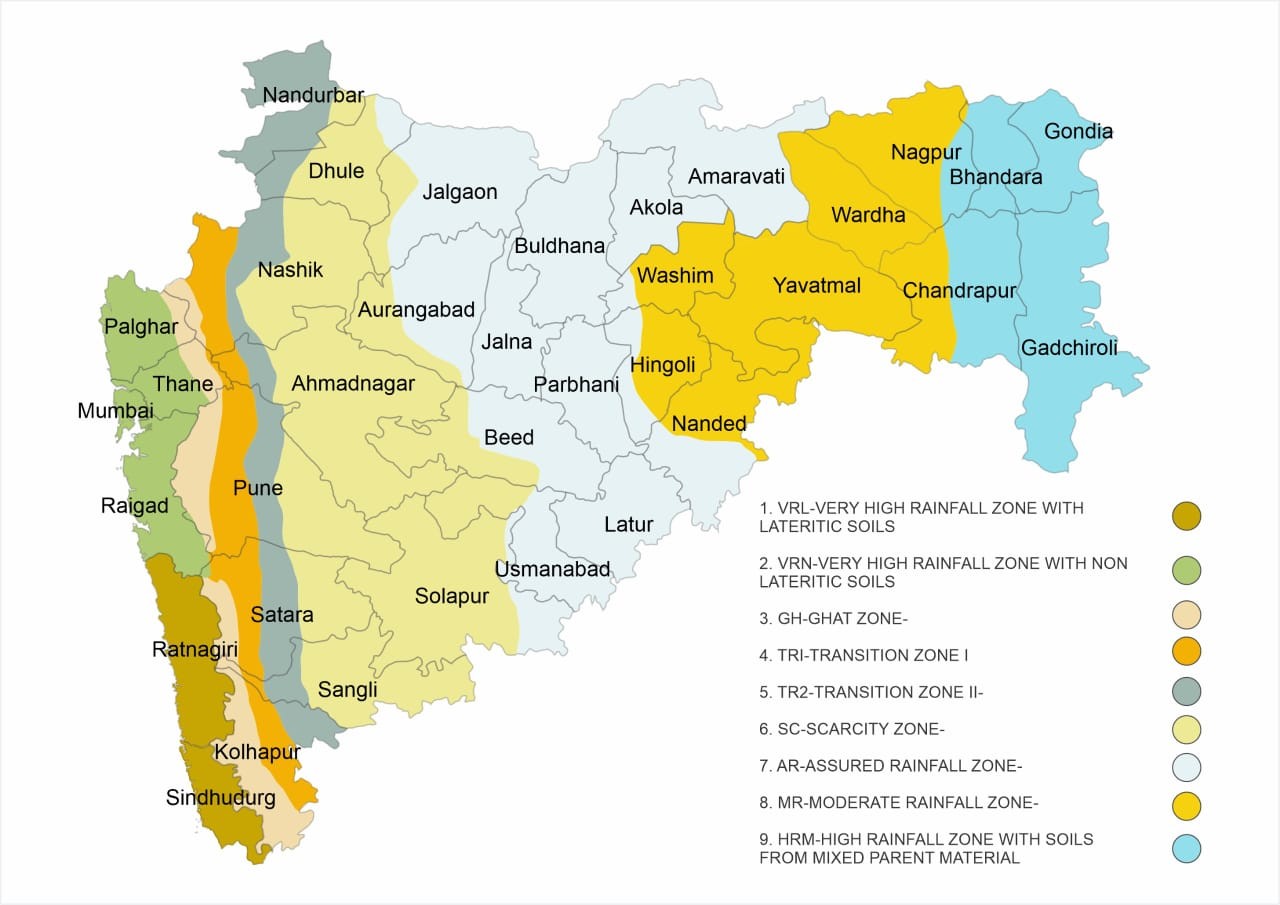 Nandurbar
Dhule
Jalgaon
Nashik
Aurangabad
Buldhana
Akola
Amaravati
Nagpur
Bhandara
Gondia
Wardha
Washim
Yavatmal
Chandrapur
Gadchiroli
Palghar
Thane
Mumbai
Raigad
Ahmadnagar
Jalna
Parbhani
Hingoli
Nanded
Beed
Pune
Latur
Usmanabad
Solapur
Satara
Ratnagiri
Sangli
Kolhapur
Sindhudurg
1. VRL-VERY HIGH RAINFALL ZONE WITH
LATERITIC SOILS
2. VRN-VERY HIGH RAINFALL ZONE WITH NON
LATERITIC SOILS
3. GH-GHAT ZONE-
4. TRI-TRANSITION ZONE I
5. TR2-TRANSITION ZONE II-
6. SC-SCARCITY ZONE-
7. AR-ASSURED RAINFALL ZONE-
8. MR-MODERATE RAINFALL ZONE-
9. HRM-HIGH RAINFALL ZONE WITH SOILS
FROM MIXED PARENT MATERIAL